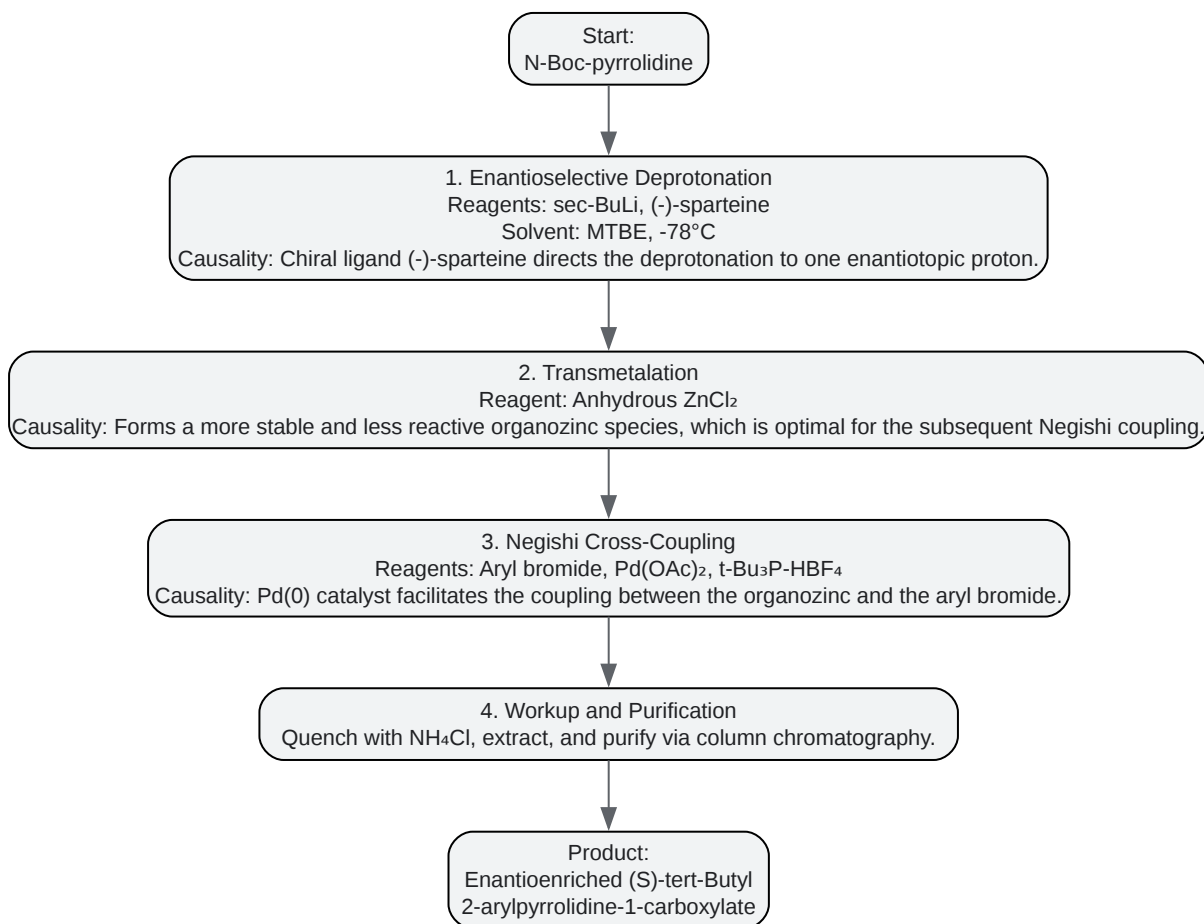 Start:
N-Boc-pyrrolidine
1. Enantioselective Deprotonation
Reagents: sec-BuLi, (-)-sparteine
Solvent: MTBE, -78°C
Causality: Chiral ligand (-)-sparteine directs the deprotonation to one enantiotopic proton.
2. Transmetalation
Reagent: Anhydrous ZnCl₂
Causality: Forms a more stable and less reactive organozinc species, which is optimal for the subsequent Negishi coupling.
3. Negishi Cross-Coupling
Reagents: Aryl bromide, Pd(OAc)₂, t-Bu₃P-HBF₄
Causality: Pd(0) catalyst facilitates the coupling between the organozinc and the aryl bromide.
4. Workup and Purification
Quench with NH₄Cl, extract, and purify via column chromatography.
Product:
Enantioenriched (S)-tert-Butyl
2-arylpyrrolidine-1-carboxylate